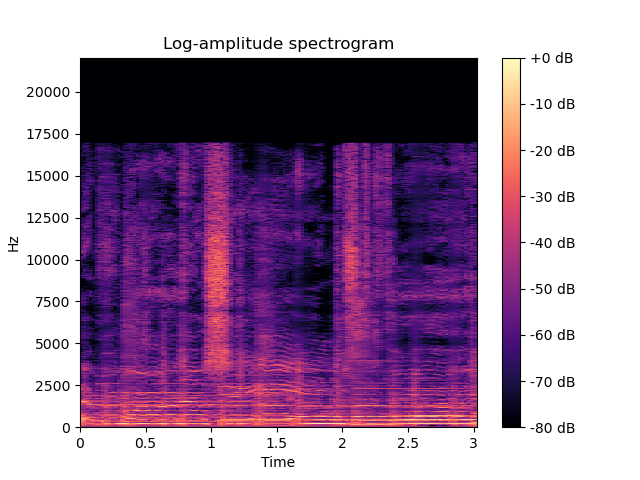 Log-amplitude spectrogram
+0 dB
20000
-10 dB
17500
-20 dB
15000
-30 dB
12500
-40 dB
Hz
10000
-50 dB
7500
-60 dB
5000
-70 dB
2500
0
-80 dB
0 0.5 1 1.5 2 2.5 3
Time